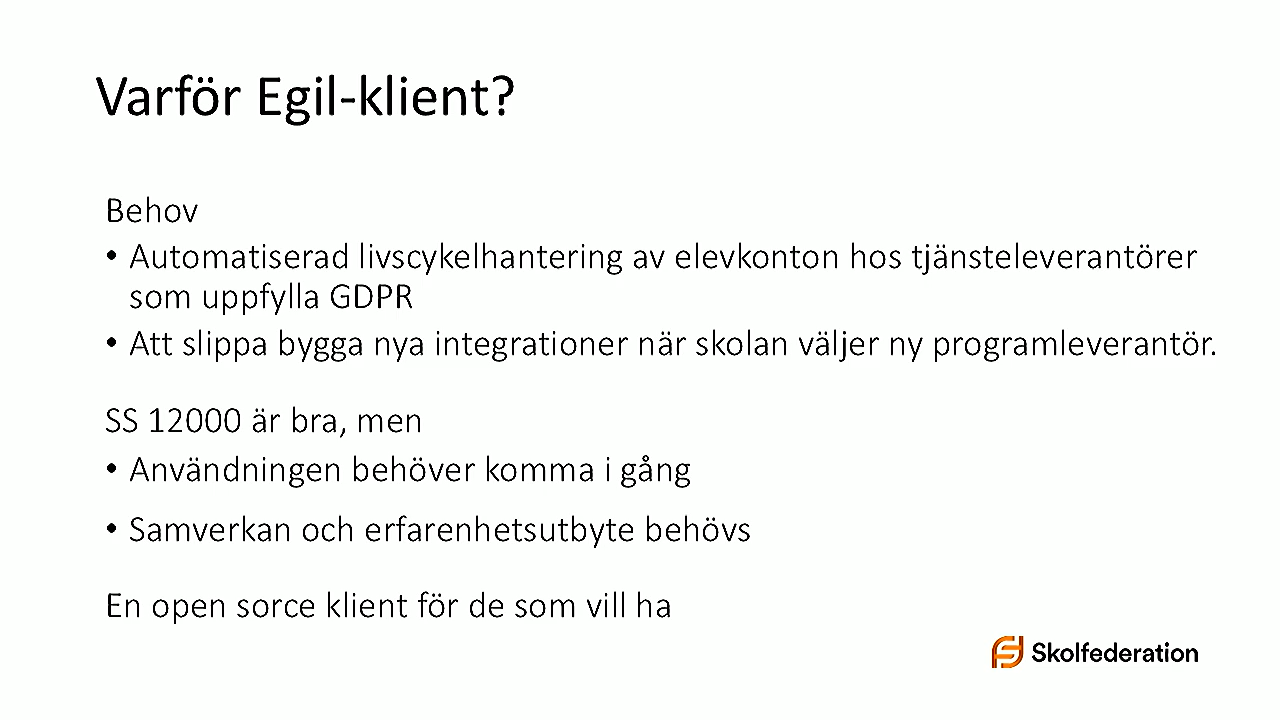 Varför Egil-klient?
Behov
• Automatiserad livscykelhantering av elevkonton hos tjänsteleverantörer
som uppfylla GDPR
• Att slippa bygga nya integrationer när skolan väljer ny programleverantör.
SS 12000 är bra, men
• Användningen behöver komma i gång
• Samverkan och erfarenhetsutbyte behövs
En open sorce klient för de som vill ha
Skolfederation